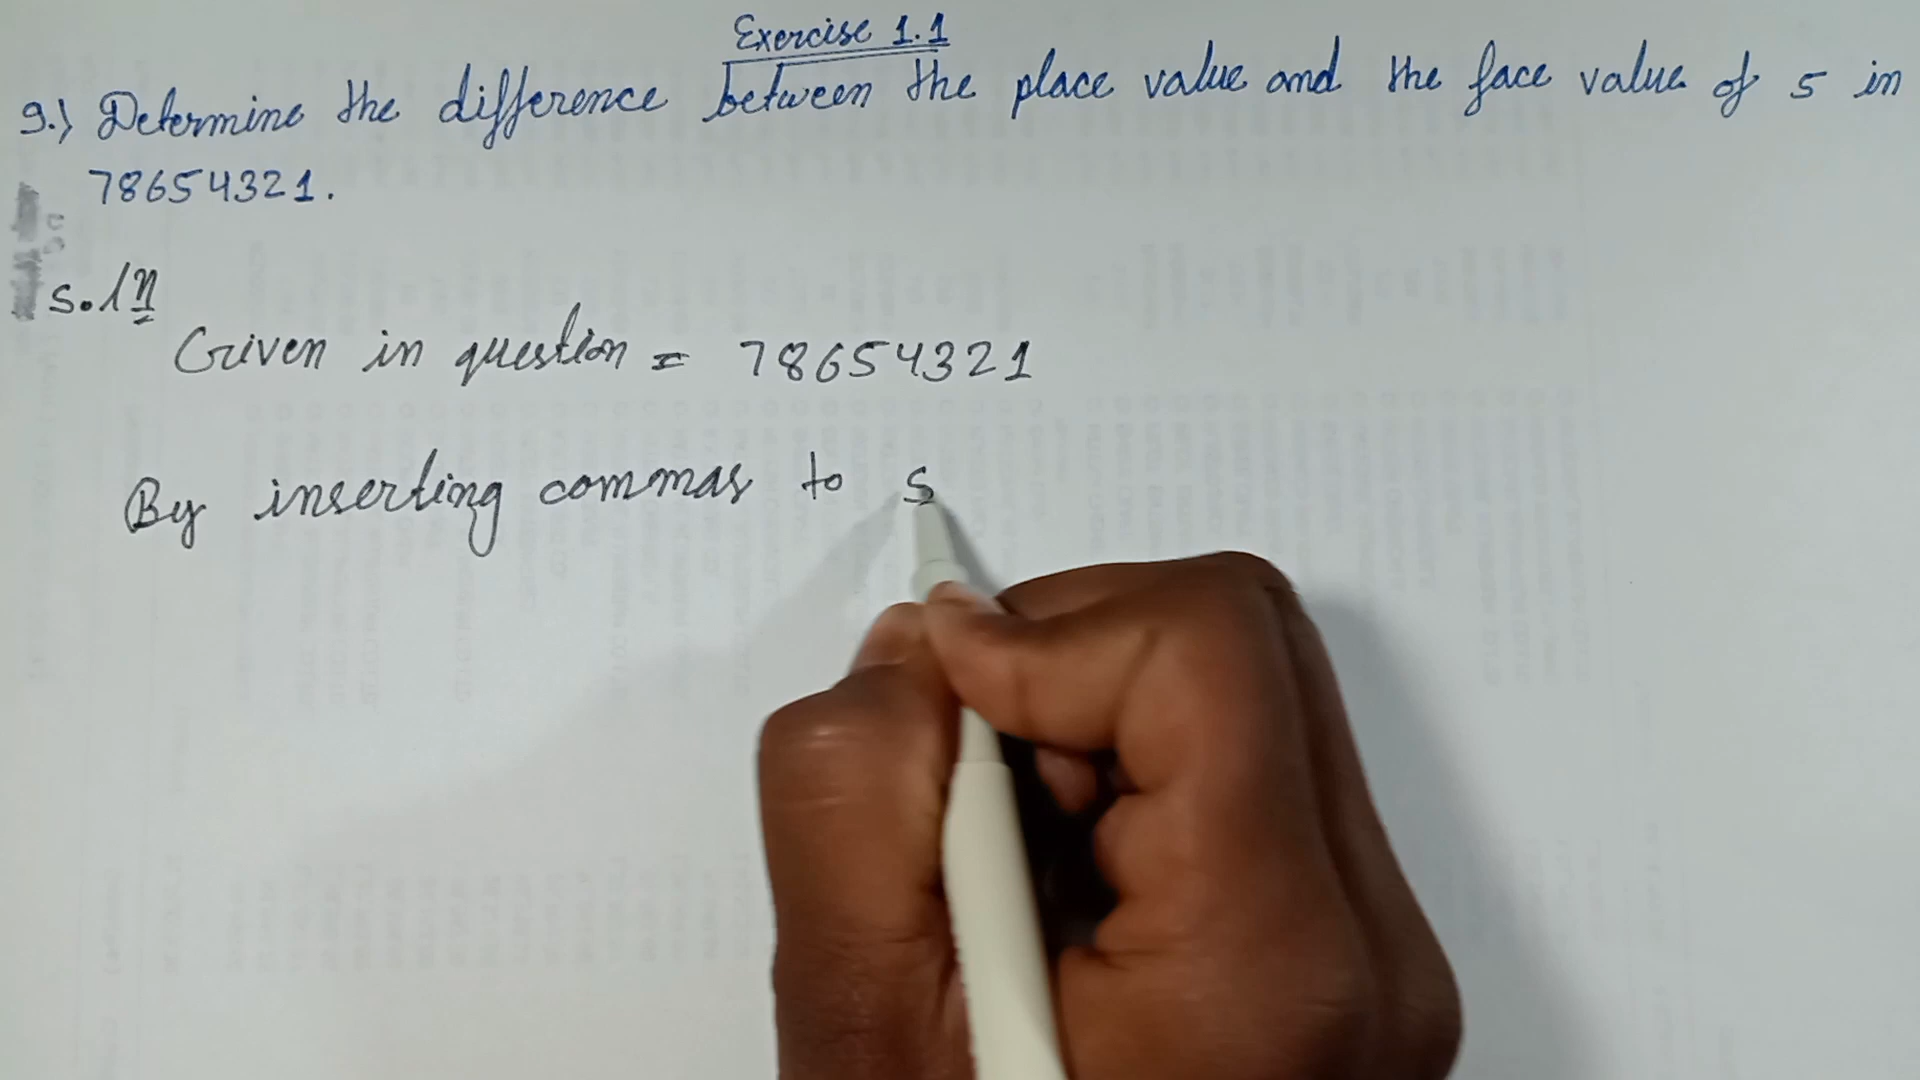 Exercise 1.1
9.) Determine the difference between the place value and the face value of 5 in
78654321.
Soln
Given in question = 78654321
By inserting commas to s